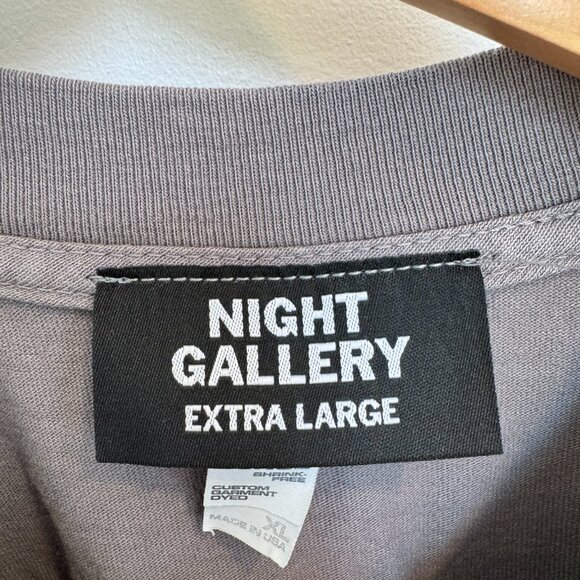 NIGHT
GALLERY
EXTRA LARGE
SHRINK-
FREE
CUSTOM
GARMENT
DYED
XL
MADE IN USA